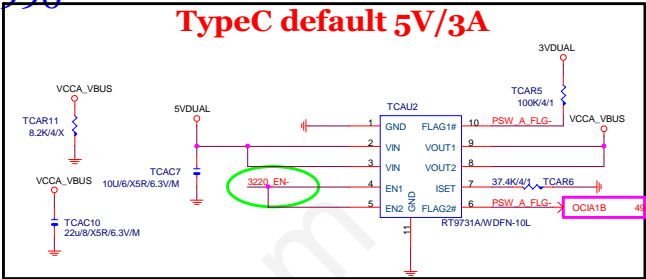 TypeC default 5V/3A
3VDUAL
VCCA_VBUS
TCAR5
100K/4/1
TCAR11
8.2K/4/X
5VDUAL
TCAU2
VCCA_VBUS
1 GND FLAG1# 10 PSW_A_FLG-
2 VIN VOUT1 9
3 VIN VOUT2 8
TCAC7
10U/6/X5R/6.3V/M
VCCA_VBUS
3220_EN- 4 EN1 ISET 7 37.4K/4/1 TCAR6
5 EN2 GND FLAG2# 6 PSW_A_FLG- OCIA1B 49
TCAC10
22u/8/X5R/6.3V/M
11
RT9731A/WDFN-10L